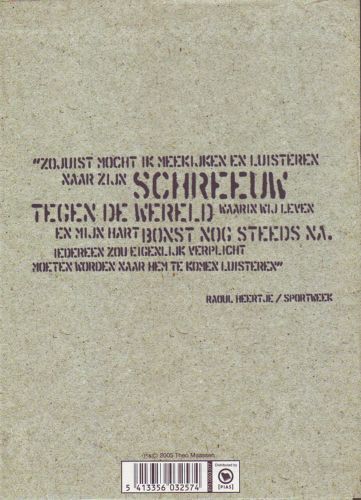 "ZOJUIST MOCHT IK MEEKIJKEN EN LUISTEREN
NAAR ZIJN SCHREEUW
TEGEN DE WERELD WAARIN WIJ LEVEN
EN MIJN HART BONST NOG STEEDS NA.
IEDEREEN ZOU EIGENLIJK VERPLICHT
MOETEN WORDEN NAAR HEM TE KOMEN LUISTEREN"
RAOUL HEERTJE / SPORTWEEK
(P&C) 2005 Theo Maassen.
Distributed by
[PIAS]
5 413356 032574